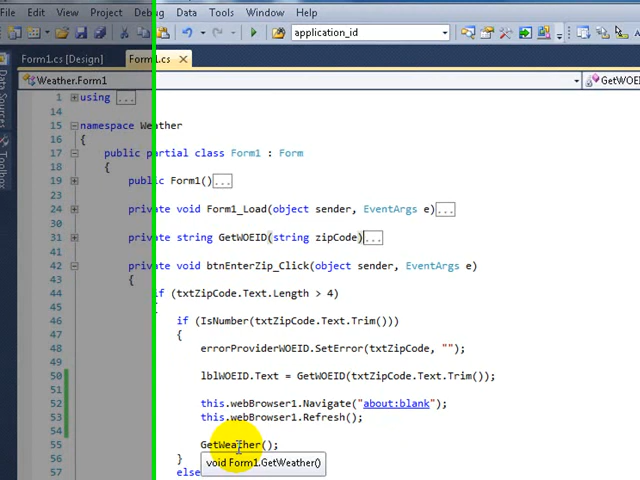 File Edit View Project Debug Data Tools Window Help
application_id
Form1.cs [Design] Form1.cs
Weather.Form1 GetWOEID
1 using ...
14
15 namespace Weather
16 {
17 public partial class Form1 : Form
18 {
19 public Form1()...
23
24 private void Form1_Load(object sender, EventArgs e)...
30
31 private string GetWOEID(string zipCode)...
41
42 private void btnEnterZip_Click(object sender, EventArgs e)
43 {
44 if (txtZipCode.Text.Length > 4)
45
46 if (IsNumber(txtZipCode.Text.Trim()))
47 {
48 errorProviderWOEID.SetError(txtZipCode, "");
49
50 lblWOEID.Text = GetWOEID(txtZipCode.Text.Trim());
51
52 this.webBrowser1.Navigate("about:blank");
53 this.webBrowser1.Refresh();
54
55 GetWeather();
56 }
void Form1.GetWeather()
57 else
Data Sources
Toolbox